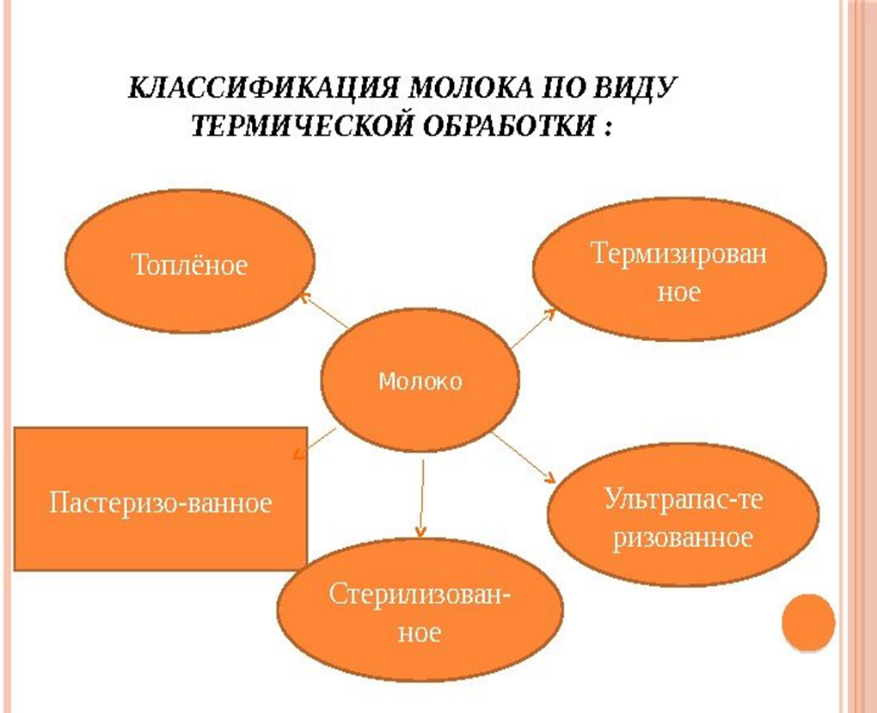 КЛАССИФИКАЦИЯ МОЛОКА ПО ВИДУ
ТЕРМИЧЕСКОЙ ОБРАБОТКИ :
Топлёное
Термизирован
ное
Молоко
Пастеризо-ванное
Ультрапас-те
ризованное
Стерилизован-
ное